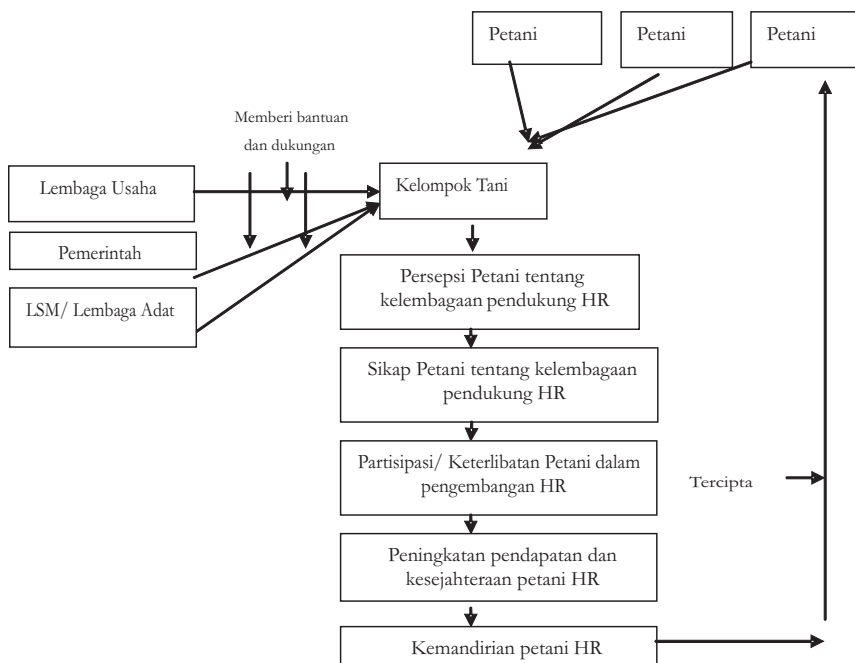 Petani
Petani
Petani
Memberi bantuan
dan dukungan
Lembaga Usaha
Kelompok Tani
Pemerintah
LSM/ Lembaga Adat
Persepsi Petani tentang
kelembagaan pendukung HR
Sikap Petani tentang kelembagaan
pendukung HR
Partisipasi/ Keterlibatan Petani dalam
pengembangan HR
Tercipta
Peningkatan pendapatan dan
kesejahteraan petani HR
Kemandirian petani HR